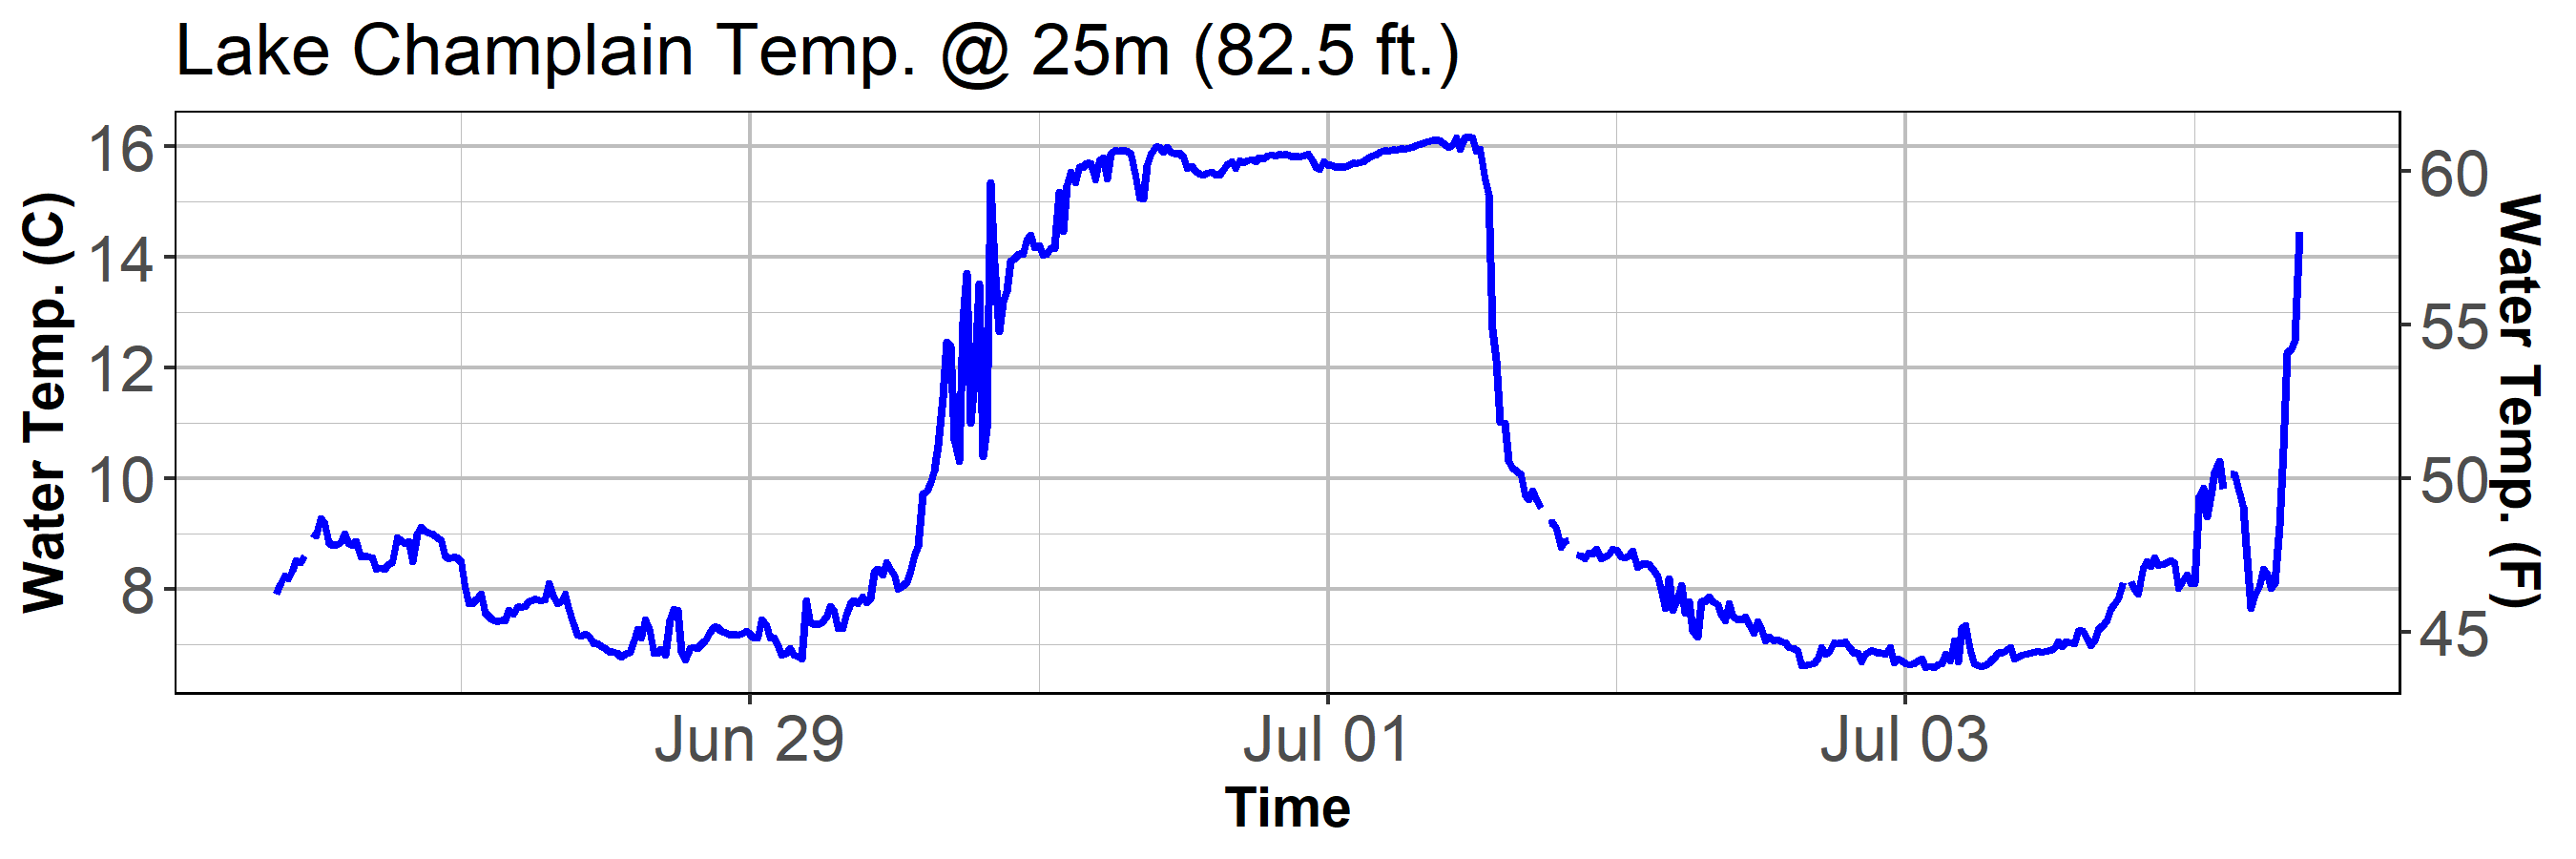 Lake Champlain Temp. @ 25m (82.5 ft.)
Water Temp. (C)
16
14
12
10
8
60
55
50
45
Water Temp. (F)
Jun 29
Jul 01
Jul 03
Time